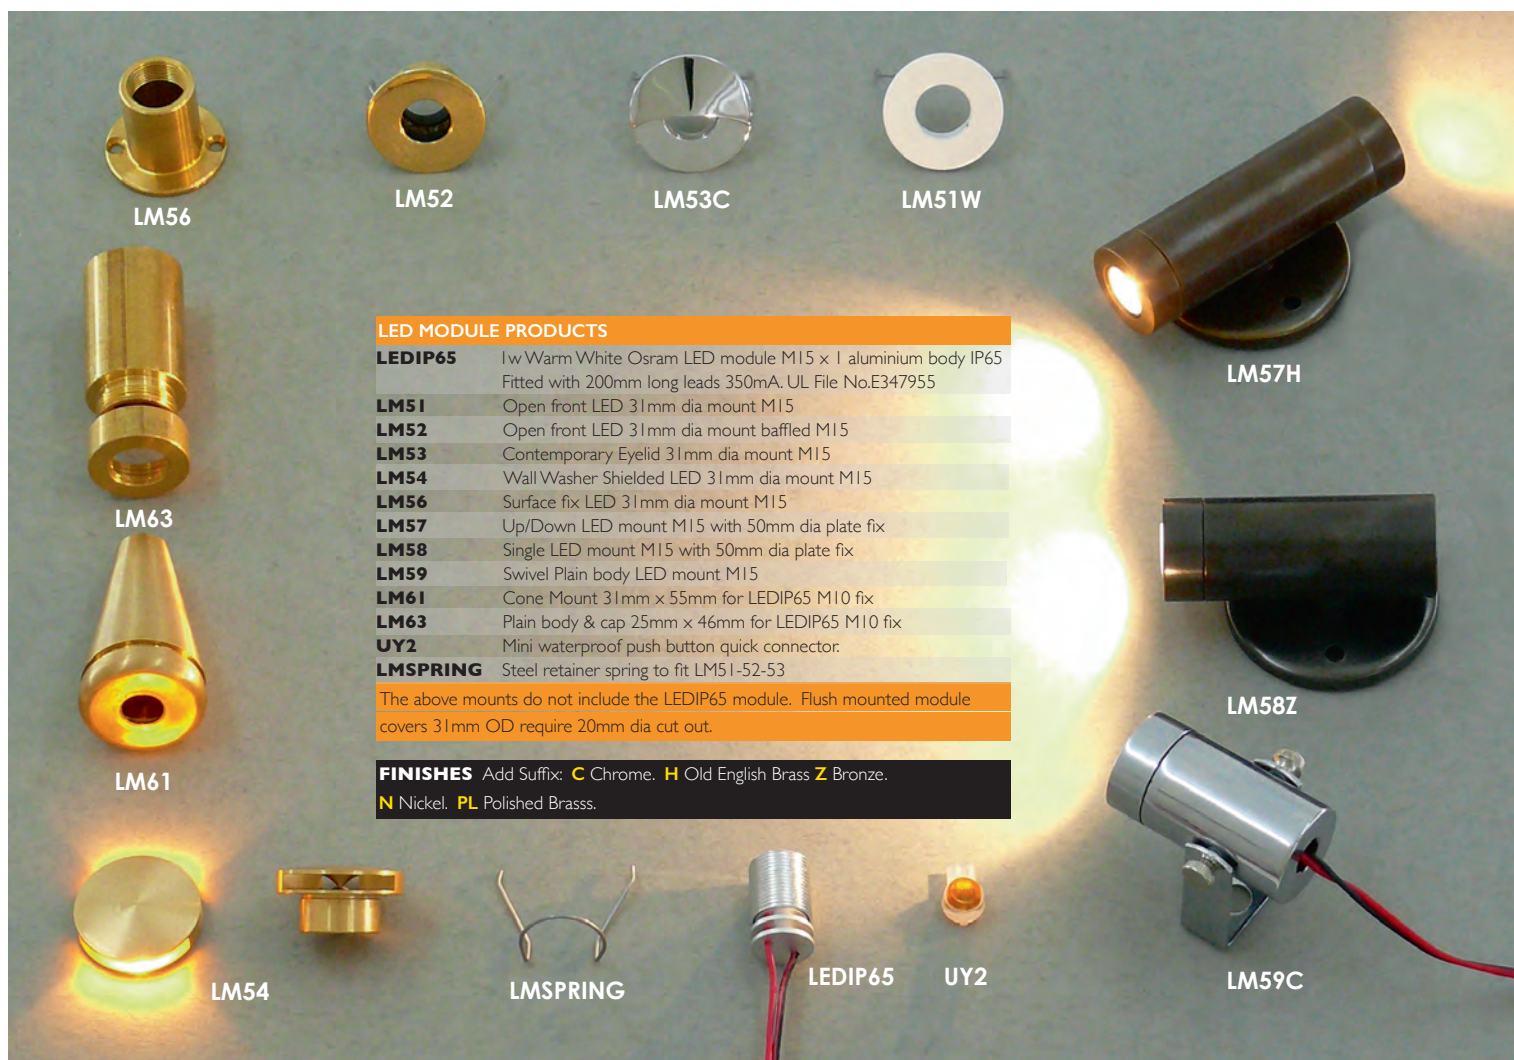 LM56
LM52
LM53C
LM51W
LM57H
LM63
LED MODULE PRODUCTS
LEDIP65 1w Warm White Osram LED module M15 x 1 aluminium body IP65
Fitted with 200mm long leads 350mA. UL File No.E347955
LM51 Open front LED 31mm dia mount M15
LM52 Open front LED 31mm dia mount baffled M15
LM53 Contemporary Eyelid 31mm dia mount M15
LM54 Wall Washer Shielded LED 31mm dia mount M15
LM56 Surface fix LED 31mm dia mount M15
LM57 Up/Down LED mount M15 with 50mm dia plate fix
LM58 Single LED mount M15 with 50mm dia plate fix
LM59 Swivel Plain body LED mount M15
LM61 Cone Mount 31mm x 55mm for LEDIP65 M10 fix
LM63 Plain body & cap 25mm x 46mm for LEDIP65 M10 fix
UY2 Mini waterproof push button quick connector.
LMSPRING Steel retainer spring to fit LM51-52-53
The above mounts do not include the LEDIP65 module. Flush mounted module
covers 31mm OD require 20mm dia cut out.
FINISHES Add Suffix: C Chrome. H Old English Brass Z Bronze.
N Nickel. PL Polished Brasss.
LM58Z
LM61
LM54
LMSPRING
LEDIP65
UY2
LM59C